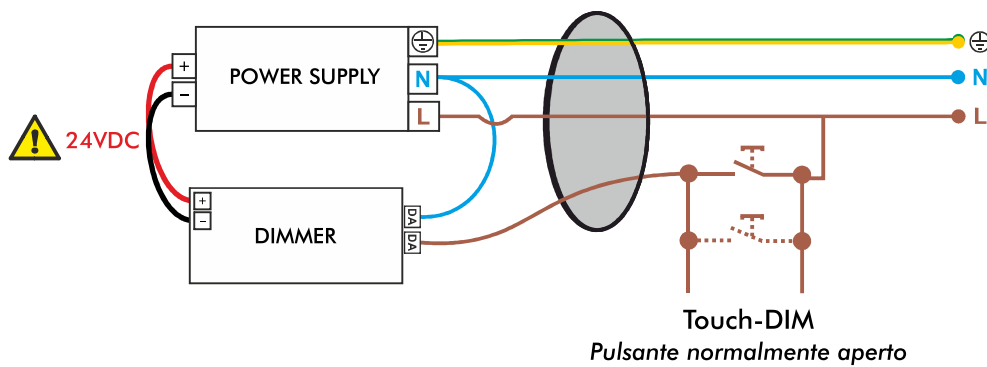 POWER SUPPLY
+
−
N
L
N
L
24VDC
DIMMER
+
−
DA
DA
Touch-DIM
Pulsante normalmente aperto